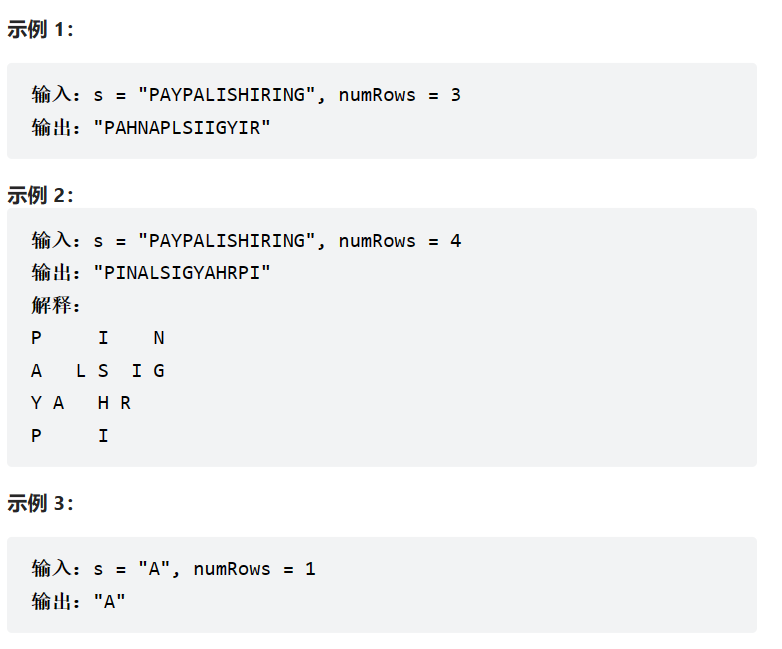 示例 1：
输入：s = "PAYPALISHIRING", numRows = 3
输出："PAHNAPLSIIGYIR"
示例 2：
输入：s = "PAYPALISHIRING", numRows = 4
输出："PINALSIGYAHRPI"
解释：
P     I    N
A   L S  I G
Y A   H R
P     I
示例 3：
输入：s = "A", numRows = 1
输出："A"